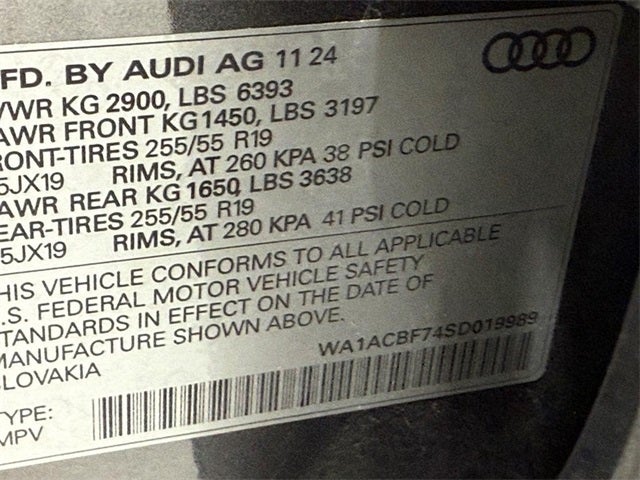 FD. BY AUDI AG 11 24
VWR KG 2900, LBS 6393
AWR FRONT KG1450, LBS 3197
RONT-TIRES 255/55 R19
5JX19 RIMS, AT 260 KPA 38 PSI COLD
AWR REAR KG 1650, LBS 3638
EAR-TIRES 255/55 R19
5JX19 RIMS, AT 280 KPA 41 PSI COLD
HIS VEHICLE CONFORMS TO ALL APPLICABLE
.S. FEDERAL MOTOR VEHICLE SAFETY
TANDARDS IN EFFECT ON THE DATE OF
MANUFACTURE SHOWN ABOVE.
SLOVAKIA
WA1ACBF74SD019989
TYPE:
MPV